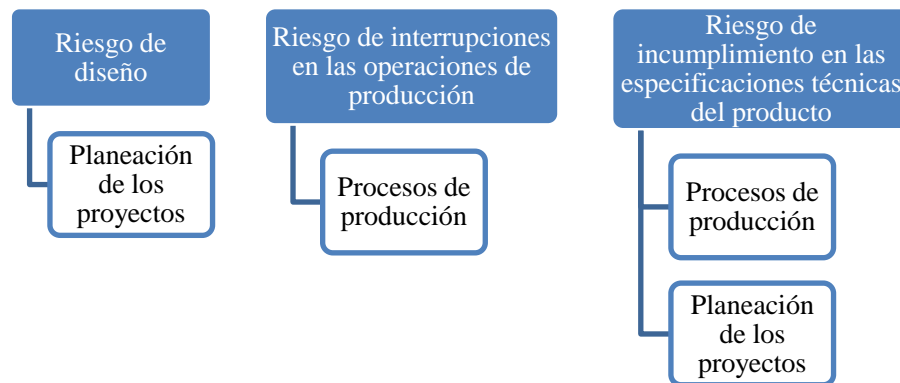 Riesgo de
diseño
Planeación
de los
proyectos
Riesgo de interrupciones
en las operaciones de
producción
Procesos de
producción
Riesgo de
incumplimiento en las
especificaciones técnicas
del producto
Procesos de
producción
Planeación
de los
proyectos